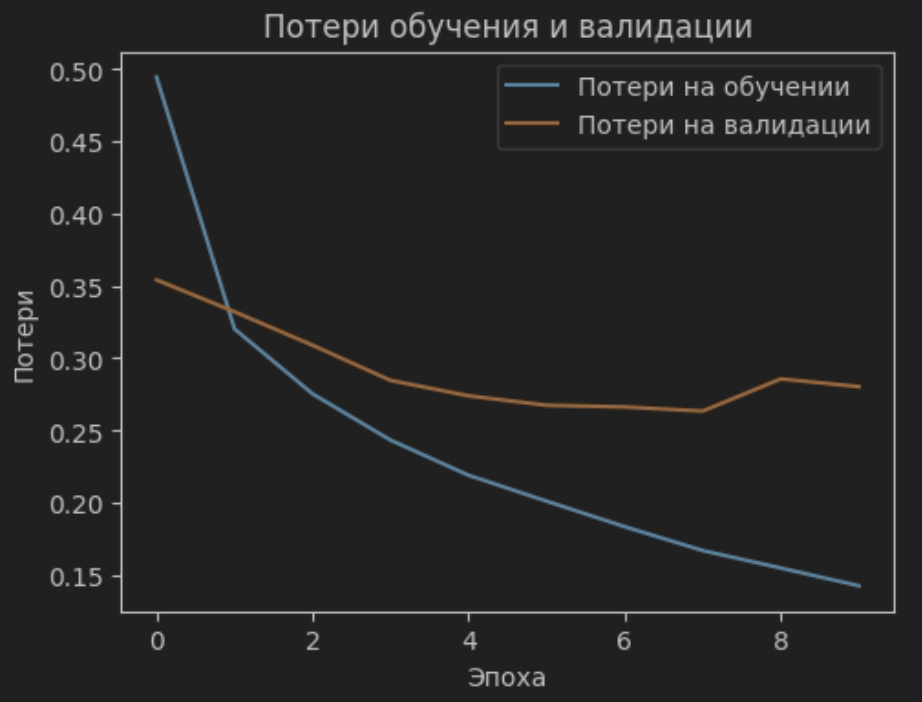 Потери обучения и валидации
Потери на обучении
Потери на валидации
Потери
0.50
0.45
0.40
0.35
0.30
0.25
0.20
0.15
0 2 4 6 8
Эпоха